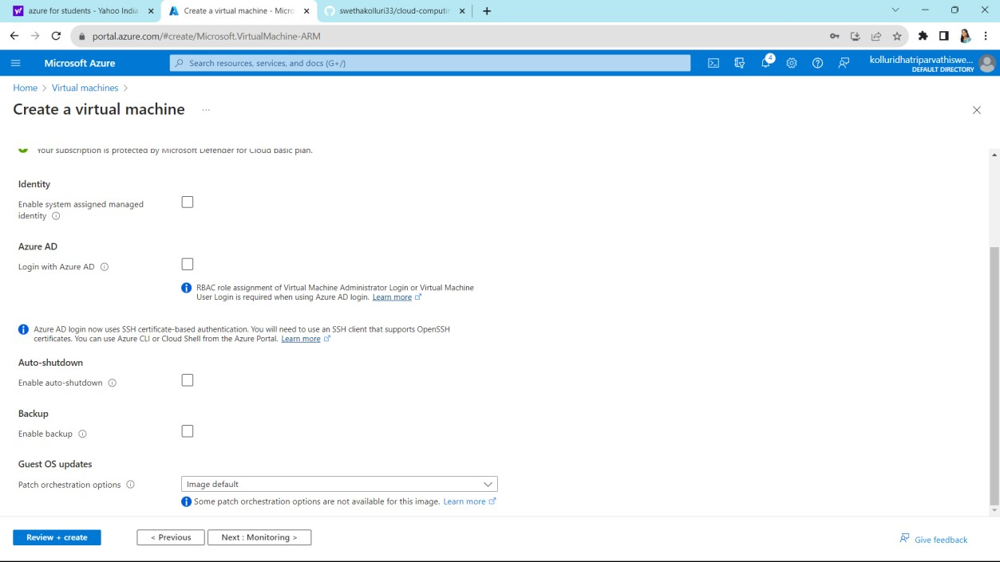 azure for students - Yahoo India
Create a virtual machine - Micro
swethakolluri33/cloud-computin
portal.azure.com/#create/Microsoft.VirtualMachine-ARM
Microsoft Azure
Search resources, services, and docs (G+/)
4
kolluridhatriparvathiswe...
DEFAULT DIRECTORY
Home > Virtual machines >
Create a virtual machine ...
Your subscription is protected by Microsoft Defender for Cloud basic plan.
Identity
Enable system assigned managed
identity
Azure AD
Login with Azure AD
RBAC role assignment of Virtual Machine Administrator Login or Virtual Machine
User Login is required when using Azure AD login. Learn more
Azure AD login now uses SSH certificate-based authentication. You will need to use an SSH client that supports OpenSSH
certificates. You can use Azure CLI or Cloud Shell from the Azure Portal. Learn more
Auto-shutdown
Enable auto-shutdown
Backup
Enable backup
Guest OS updates
Patch orchestration options
Image default
Some patch orchestration options are not available for this image. Learn more
Review + create
< Previous
Next : Monitoring >
Give feedback